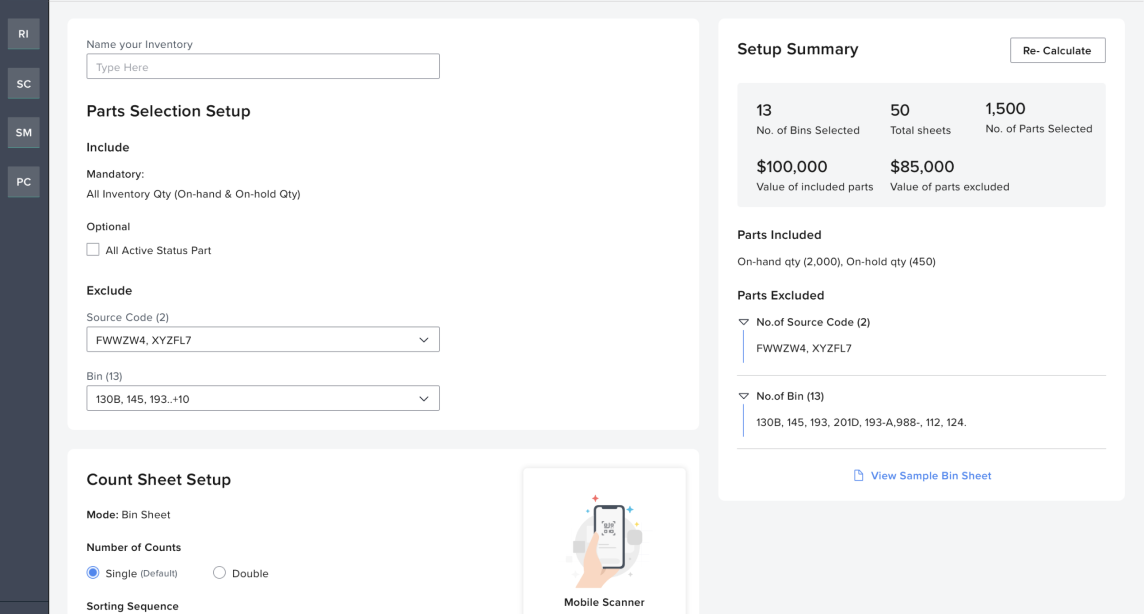 RI
SC
SM
PC
Name your Inventory
Type Here
Parts Selection Setup
Include
Mandatory:
All Inventory Qty (On-hand & On-hold Qty)
Optional
All Active Status Part
Exclude
Source Code (2)
FWWZW4, XYZFL7
Bin (13)
130B, 145, 193..+10
Count Sheet Setup
Mode: Bin Sheet
Number of Counts
Single (Default) Double
Sorting Sequence
Mobile Scanner
Setup Summary
Re- Calculate
13 50 1,500
No. of Bins Selected Total sheets No. of Parts Selected
$100,000 $85,000
Value of included parts Value of parts excluded
Parts Included
On-hand qty (2,000), On-hold qty (450)
Parts Excluded
No.of Source Code (2)
FWWZW4, XYZFL7
No.of Bin (13)
130B, 145, 193, 201D, 193-A,988-, 112, 124.
View Sample Bin Sheet